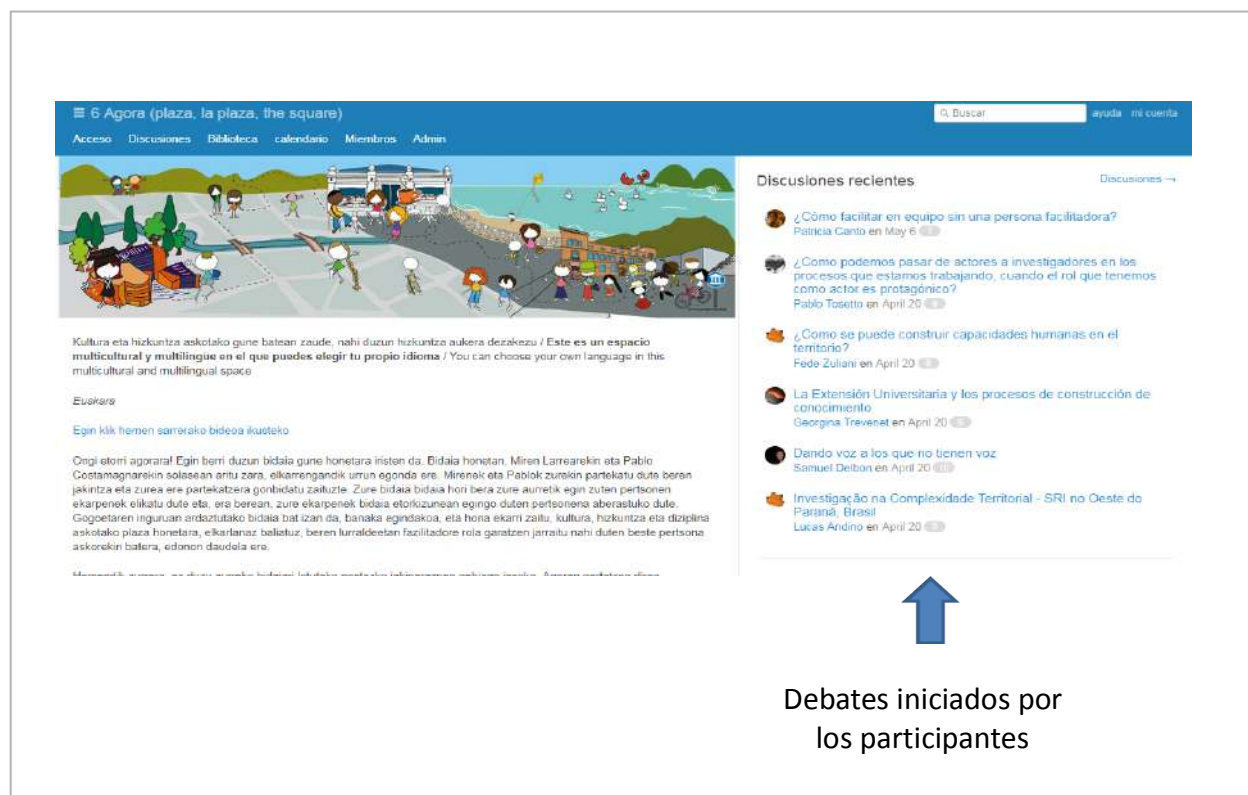 6 Agora (plaza, la plaza, the square)
Buscar
ayuda mi cuenta
Acceso Discusiones Biblioteca calendario Miembros Admin
Kultura eta hizkuntza askotako gune batean zaude, nahi duzun hizkuntza aukera dezakezu / Este es un espacio
multicultural y multilingüe en el que puedes elegir tu propio idioma / You can choose your own language in this
multicultural and multilingual space
Euskara
Egin klik hemen sarrerako bideoa ikusteko
Ongi etorri agorara! Egin berri duzun bidaia gune honetara iristen da. Bidaia honetan, Miren Larrearekin eta Pablo
Costamagnarekin solasean aritu zara, elkarrengandik urrun egonda ere. Mirenek eta Pablok zurekin partekatu dute beren
jakintza eta zurea ere partekatzera gonbidatu zaituzte. Zure bidaia bidaia hori bera zure aurretik egin zuten pertsonen
ekarpenek elikatu dute eta, era berean, zure ekarpenek bidaia etorkizunean egingo duten pertsonena aberastuko dute.
Gogoetaren inguruan ardaztutako bidaia bat izan da, banaka egindakoa, eta hona ekarri zaitu, kultura, hizkuntza eta diziplina
askotako plaza honetara, elkarlanaz baliatuz, beren lurraldeetan fazilitadore rola garatzen jarraitu nahi duten beste pertsona
askorekin batera, edonon daudela ere.
Discusiones recientes
Discusiones →
¿Cómo facilitar en equipo sin una persona facilitadora?
Patricia Canto en May 6
¿Como podemos pasar de actores a investigadores en los
procesos que estamos trabajando, cuando el rol que tenemos
como actor es protagónico?
Pablo Tosetto en April 20
¿Como se puede construir capacidades humanas en el
territorio?
Fede Zuliani en April 20
La Extensión Universitaria y los procesos de construcción de
conocimiento
Georgina Trevenet en April 20
Dando voz a los que no tienen voz
Samuel Delbon en April 20
Investigação na Complexidade Territorial - SRI no Oeste do
Paraná, Brasil
Lucas Andino en April 20
Debates iniciados por
los participantes